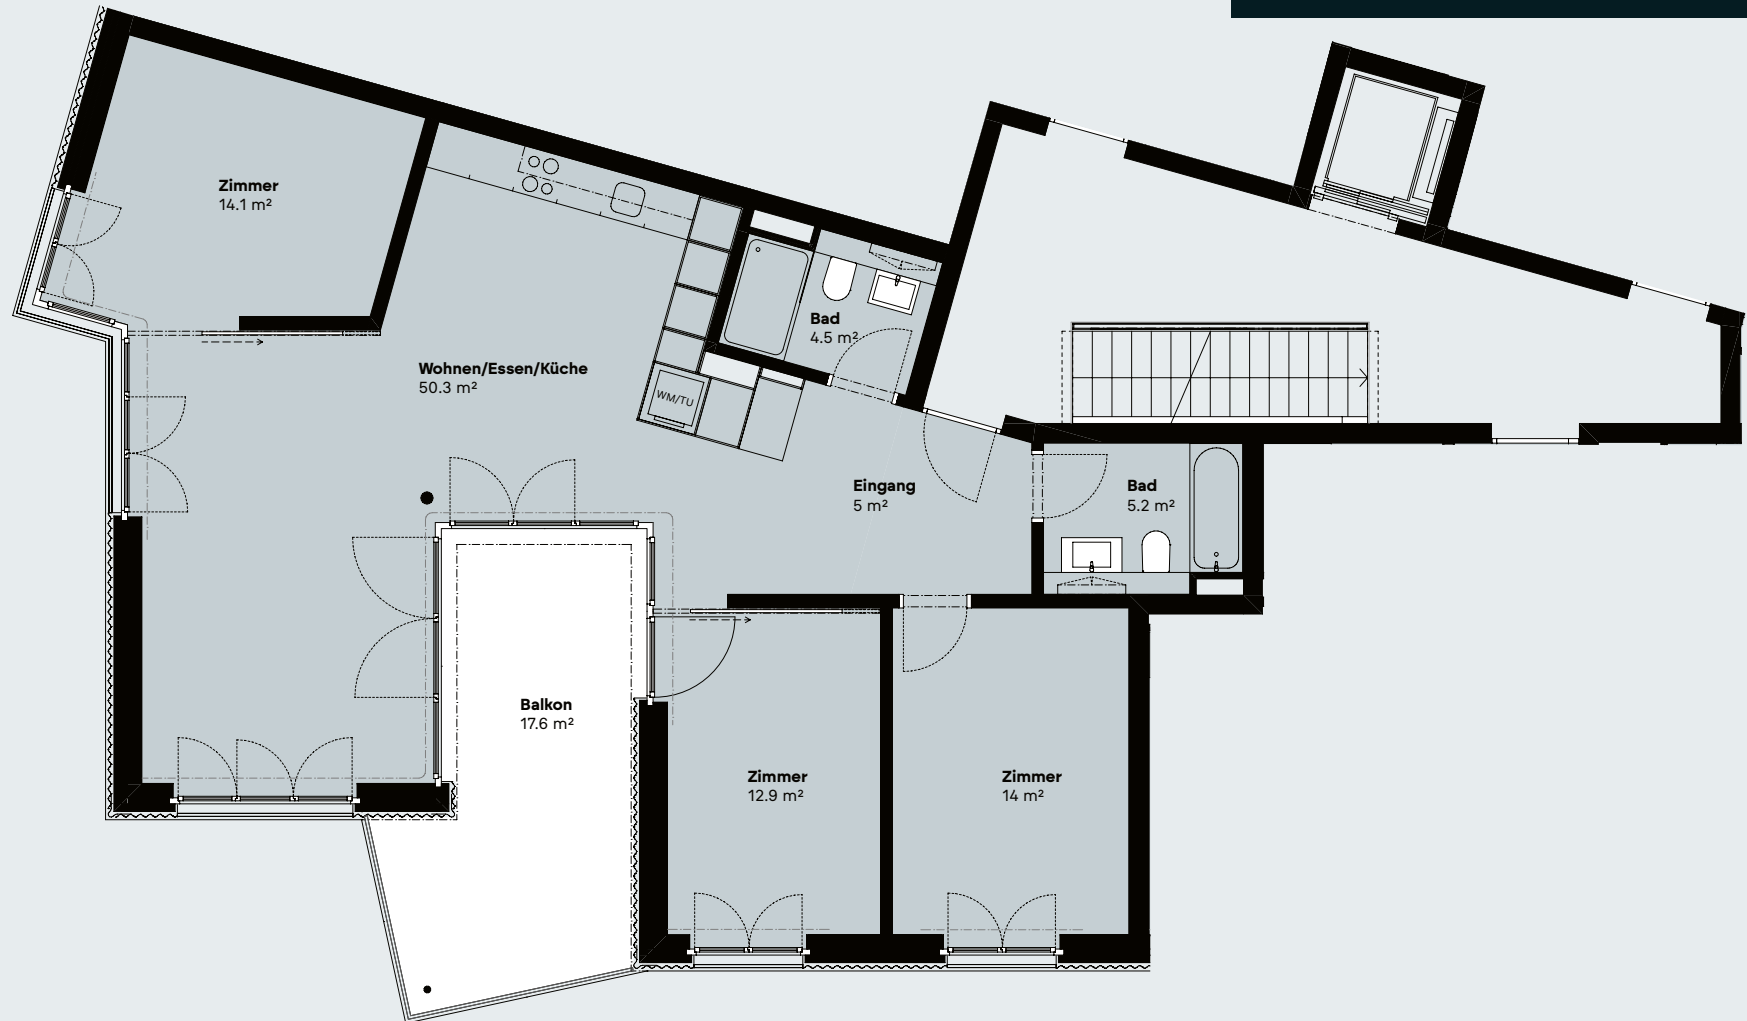 Zimmer
14.1 m²
Wohnen/Essen/Küche
50.3 m²
WM/TU
Bad
4.5 m²
Eingang
5 m²
Bad
5.2 m²
Balkon
17.6 m²
Zimmer
12.9 m²
Zimmer
14 m²